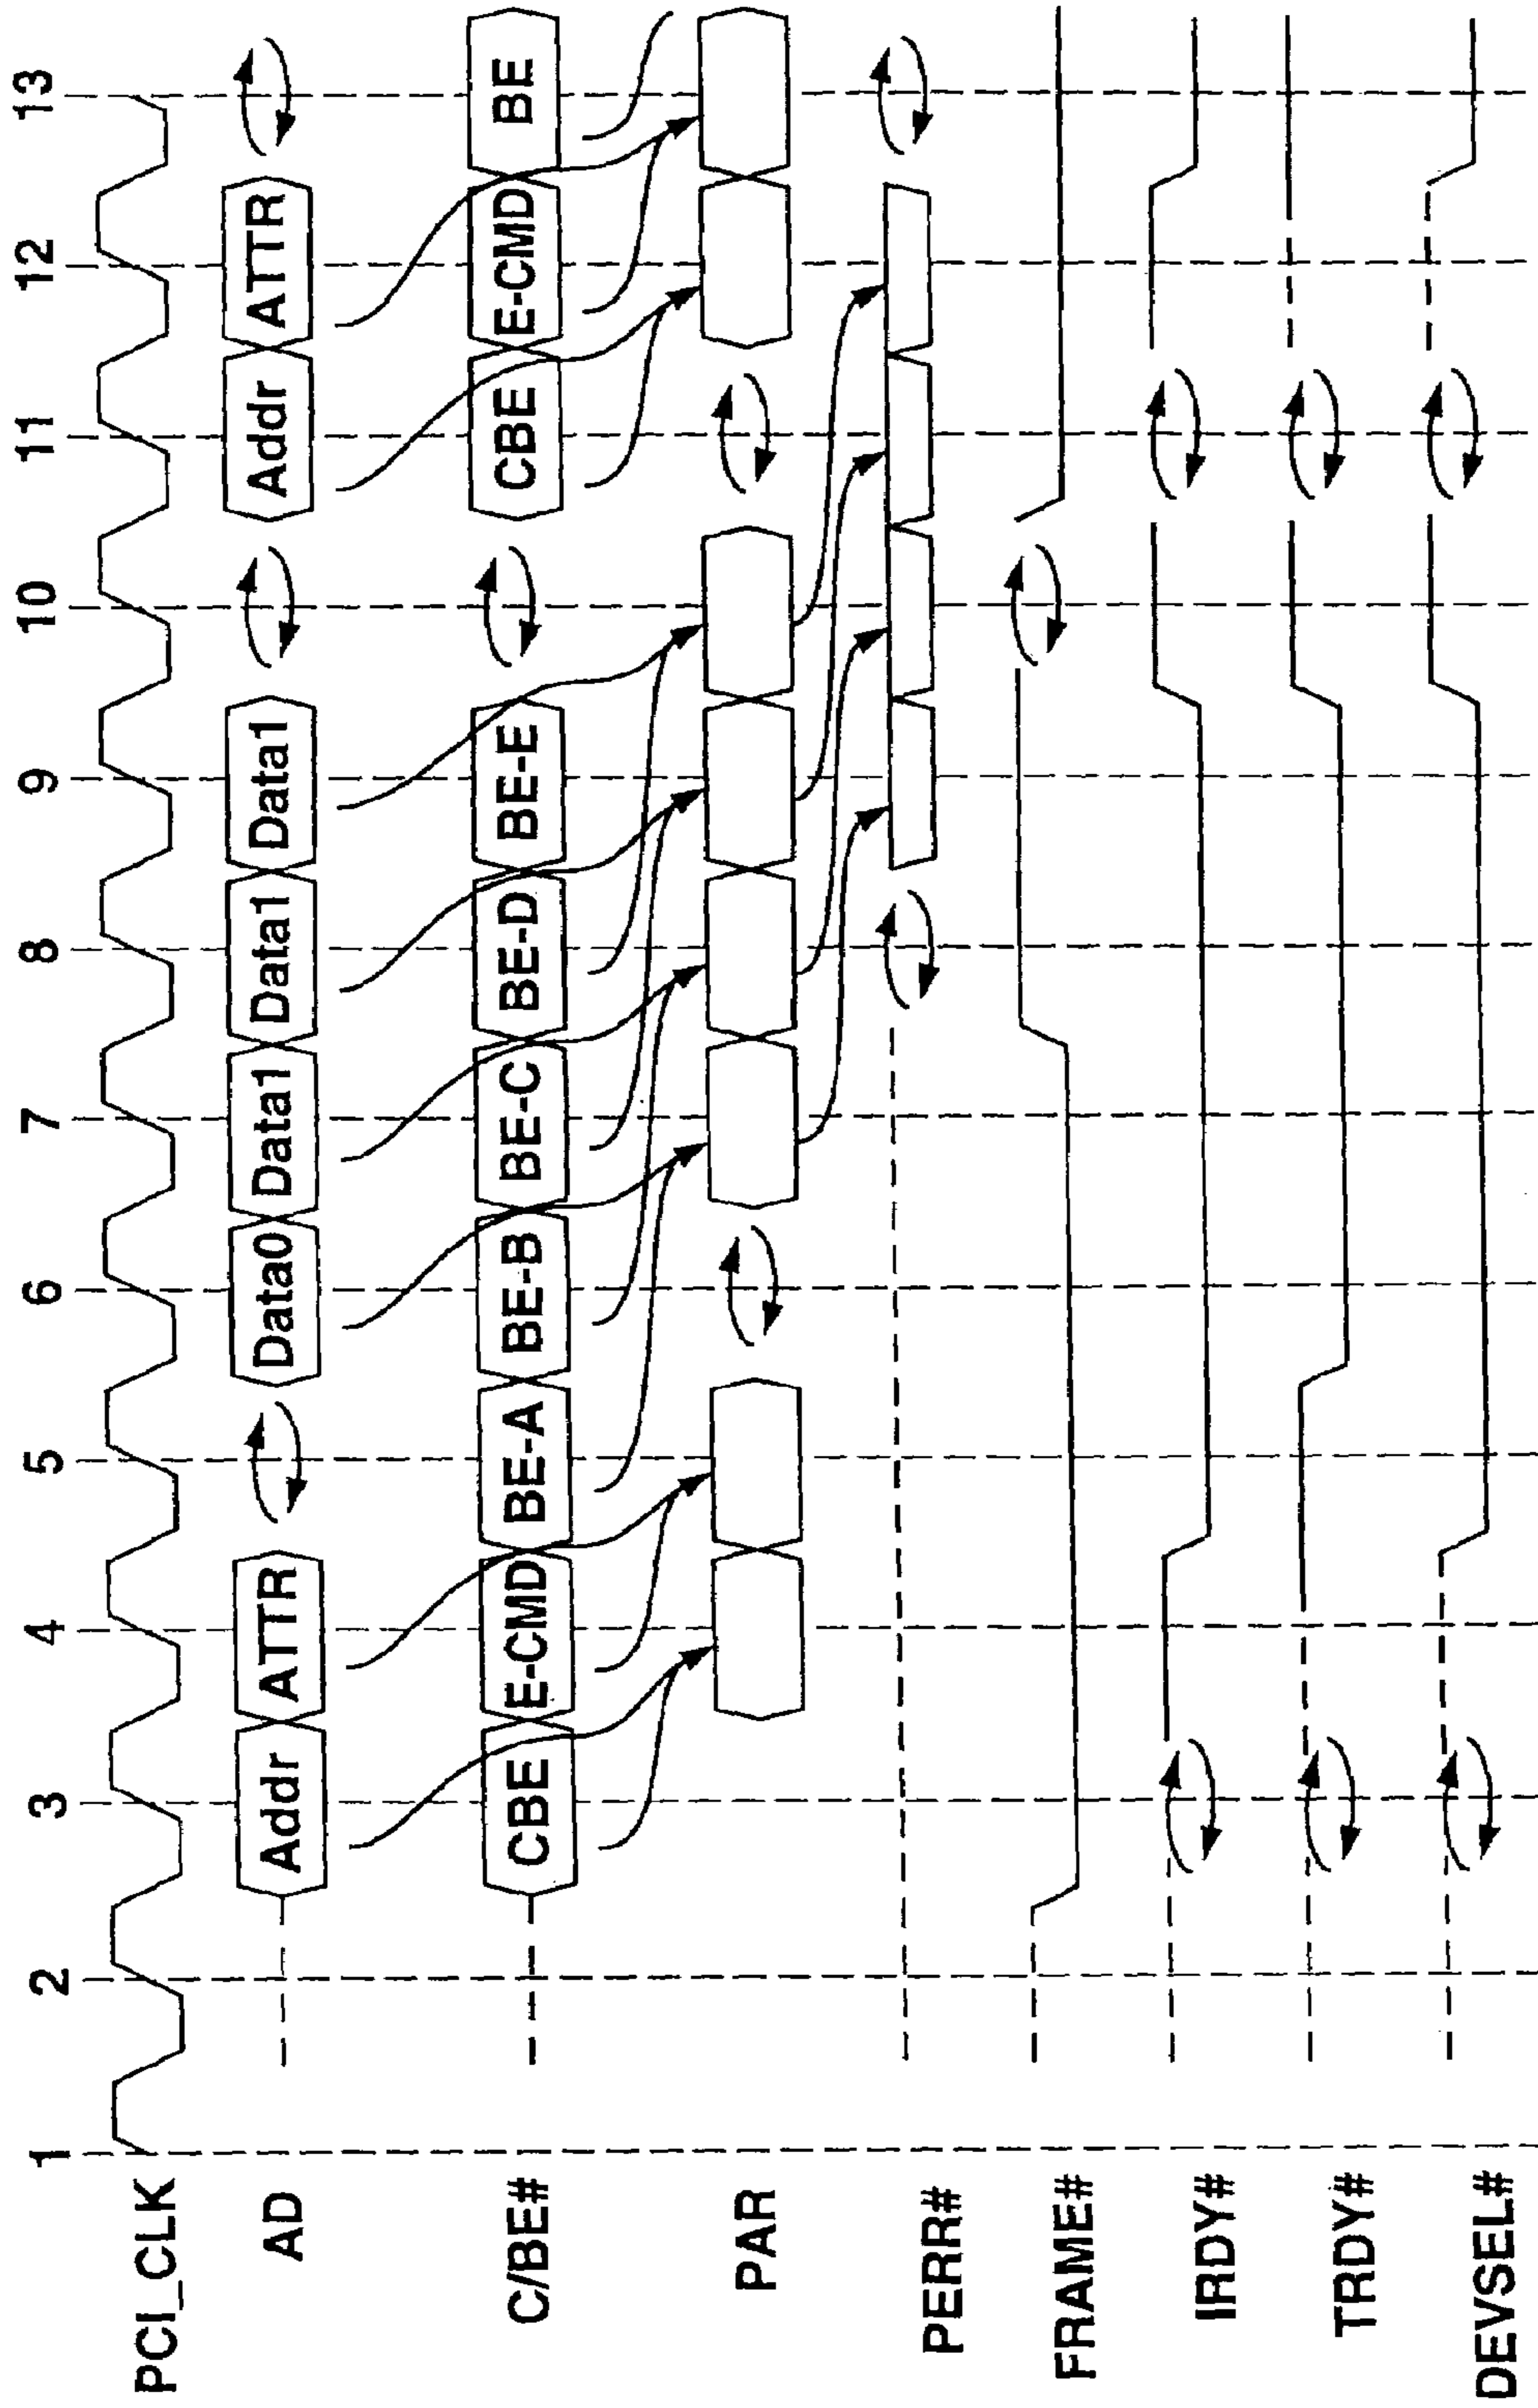 1 2 3 4 5 6 7 8 9 10 11 12 13
PCI_CLK
AD Addr ATTR Data0 Data1 Data1 Data1 Addr ATTR
C/BE# CBE E-CMD BE-A BE-B BE-C BE-D BE-E CBE E-CMD BE
PAR
PERR#
FRAME#
IRDY#
TRDY#
DEVSEL#